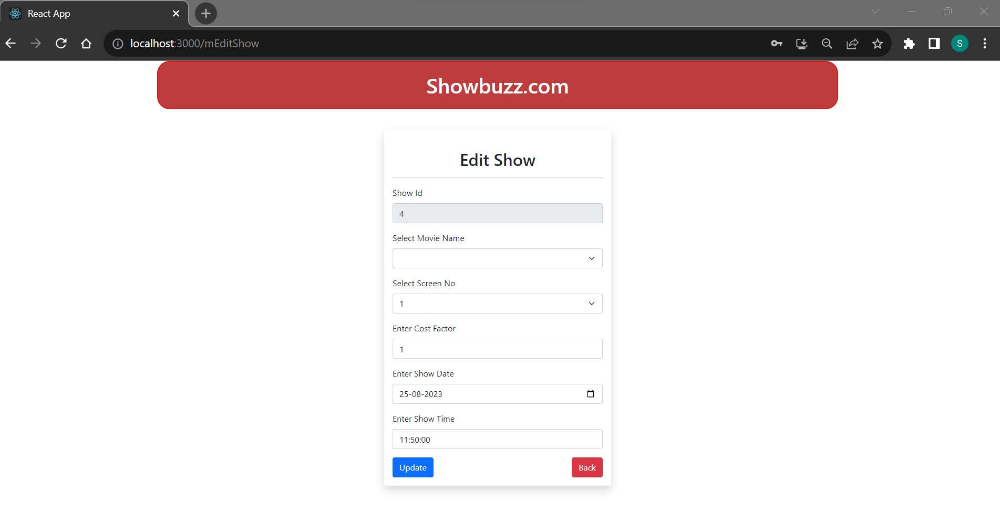 React App
localhost:3000/mEditShow
S
Showbuzz.com
Edit Show
Show Id
4
Select Movie Name
Select Screen No
1
Enter Cost Factor
1
Enter Show Date
25-08-2023
Enter Show Time
11:50:00
Update Back